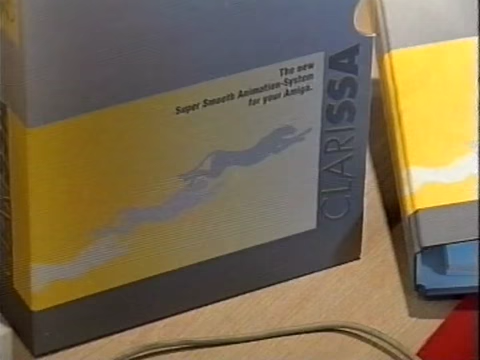 The new
Super Smooth Animation-System
for your Amiga.
CLARISSA